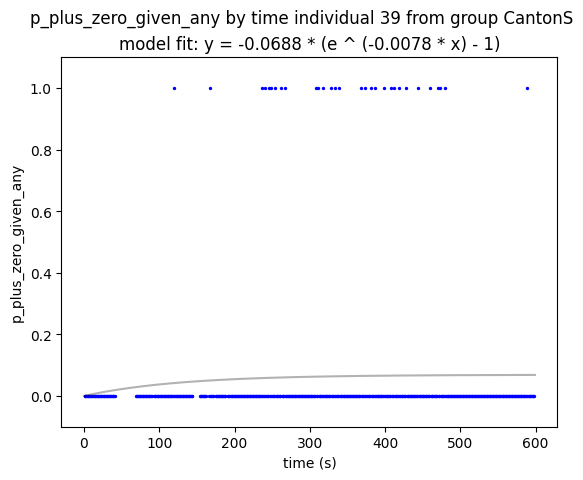 p_plus_zero_given_any by time individual 39 from group CantonS
model fit: y = -0.0688 * (e ^ (-0.0078 * x) - 1)
1.0
0.8
0.6
0.4
0.2
0.0
p_plus_zero_given_any
0 100 200 300 400 500 600
time (s)